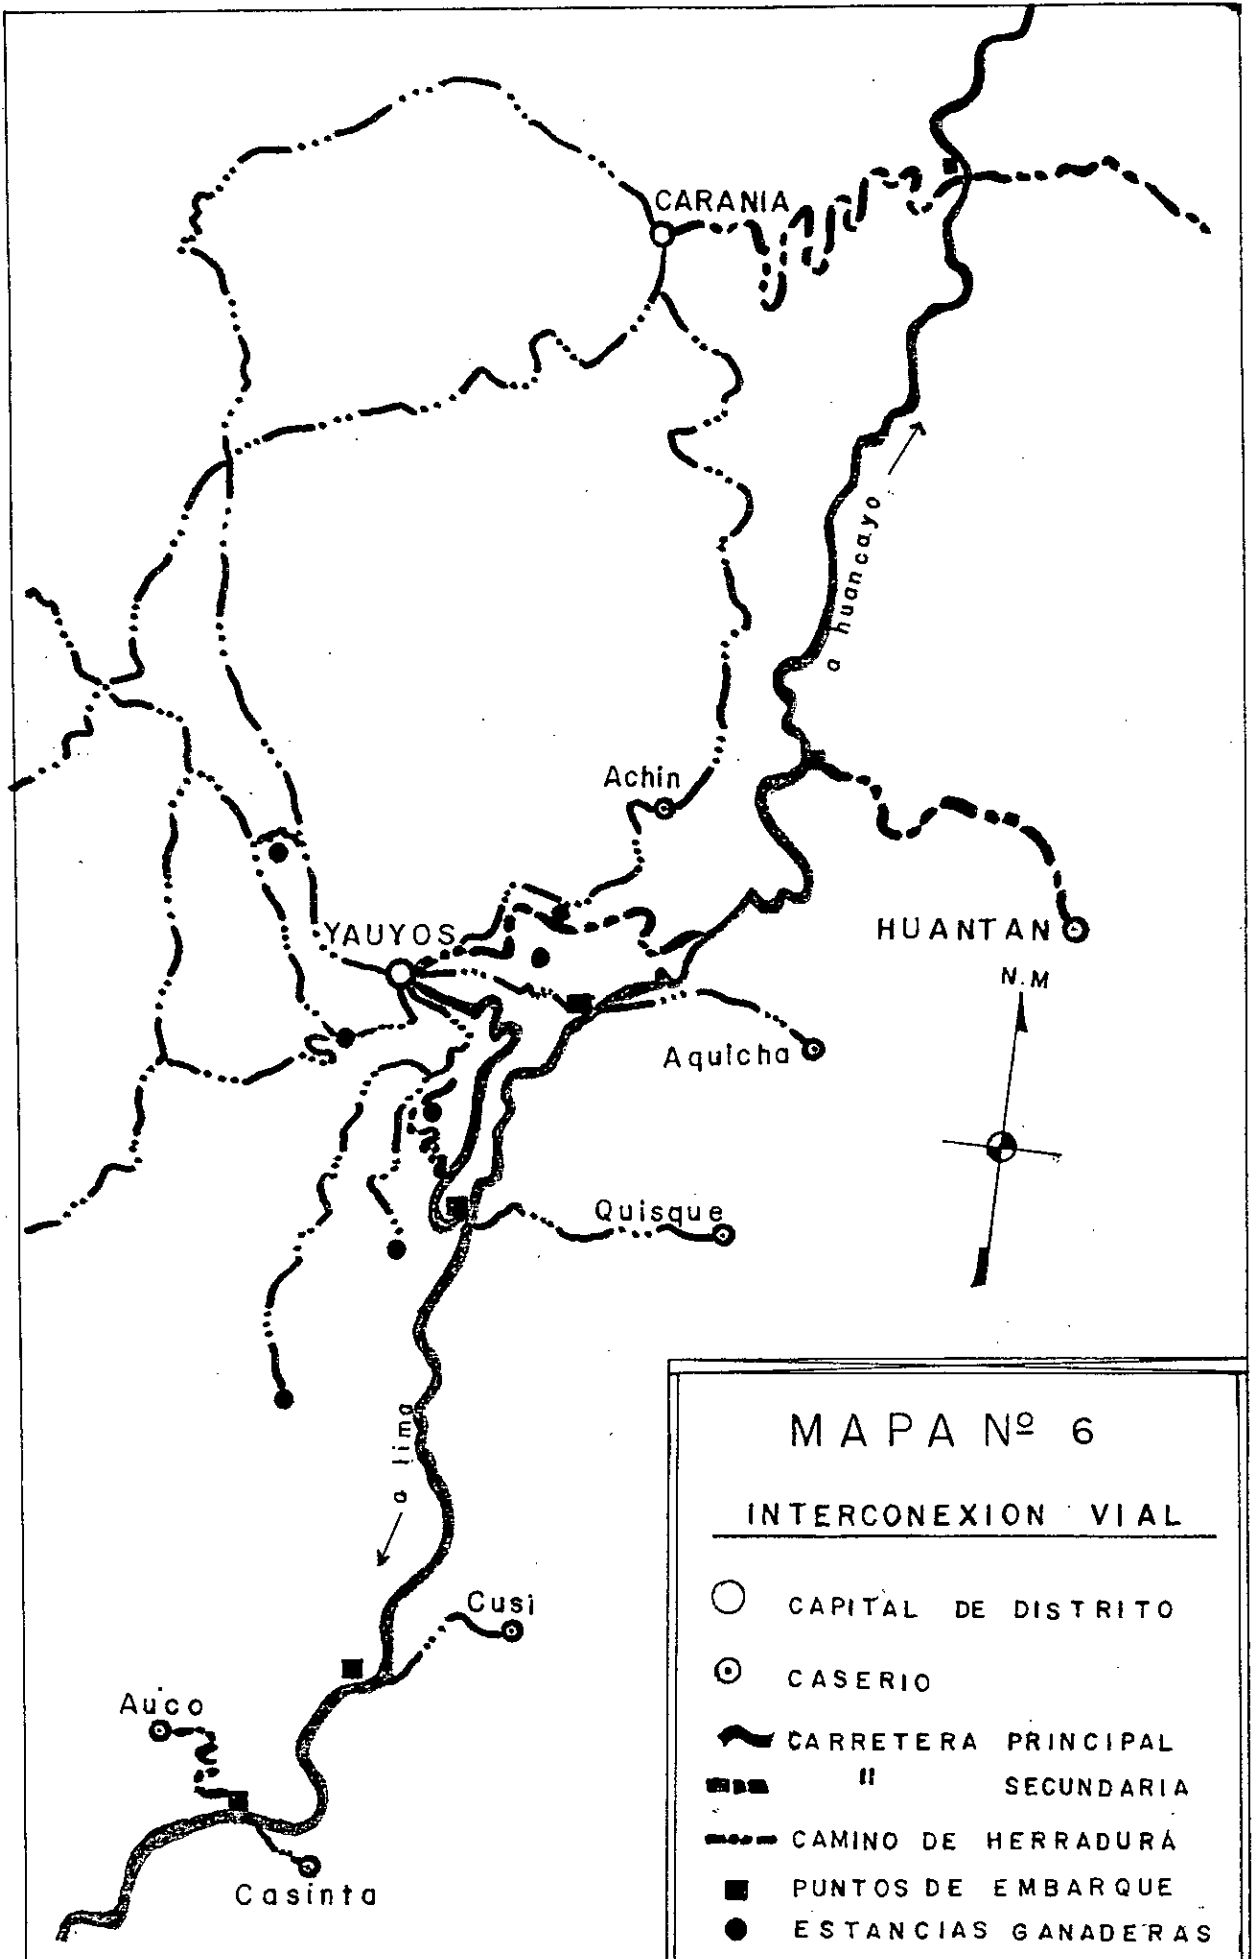 CARANIA
a huancayo
Achin
HUANTAN
YAUYOS
N.M
Aquicha
Quisque
a lima
Cusi
Auco
Casinta
MAPA Nº 6
INTERCONEXION VIAL
CAPITAL DE DISTRITO
CASERIO
CARRETERA PRINCIPAL
" SECUNDARIA
CAMINO DE HERRADURA
PUNTOS DE EMBARQUE
ESTANCIAS GANADERAS